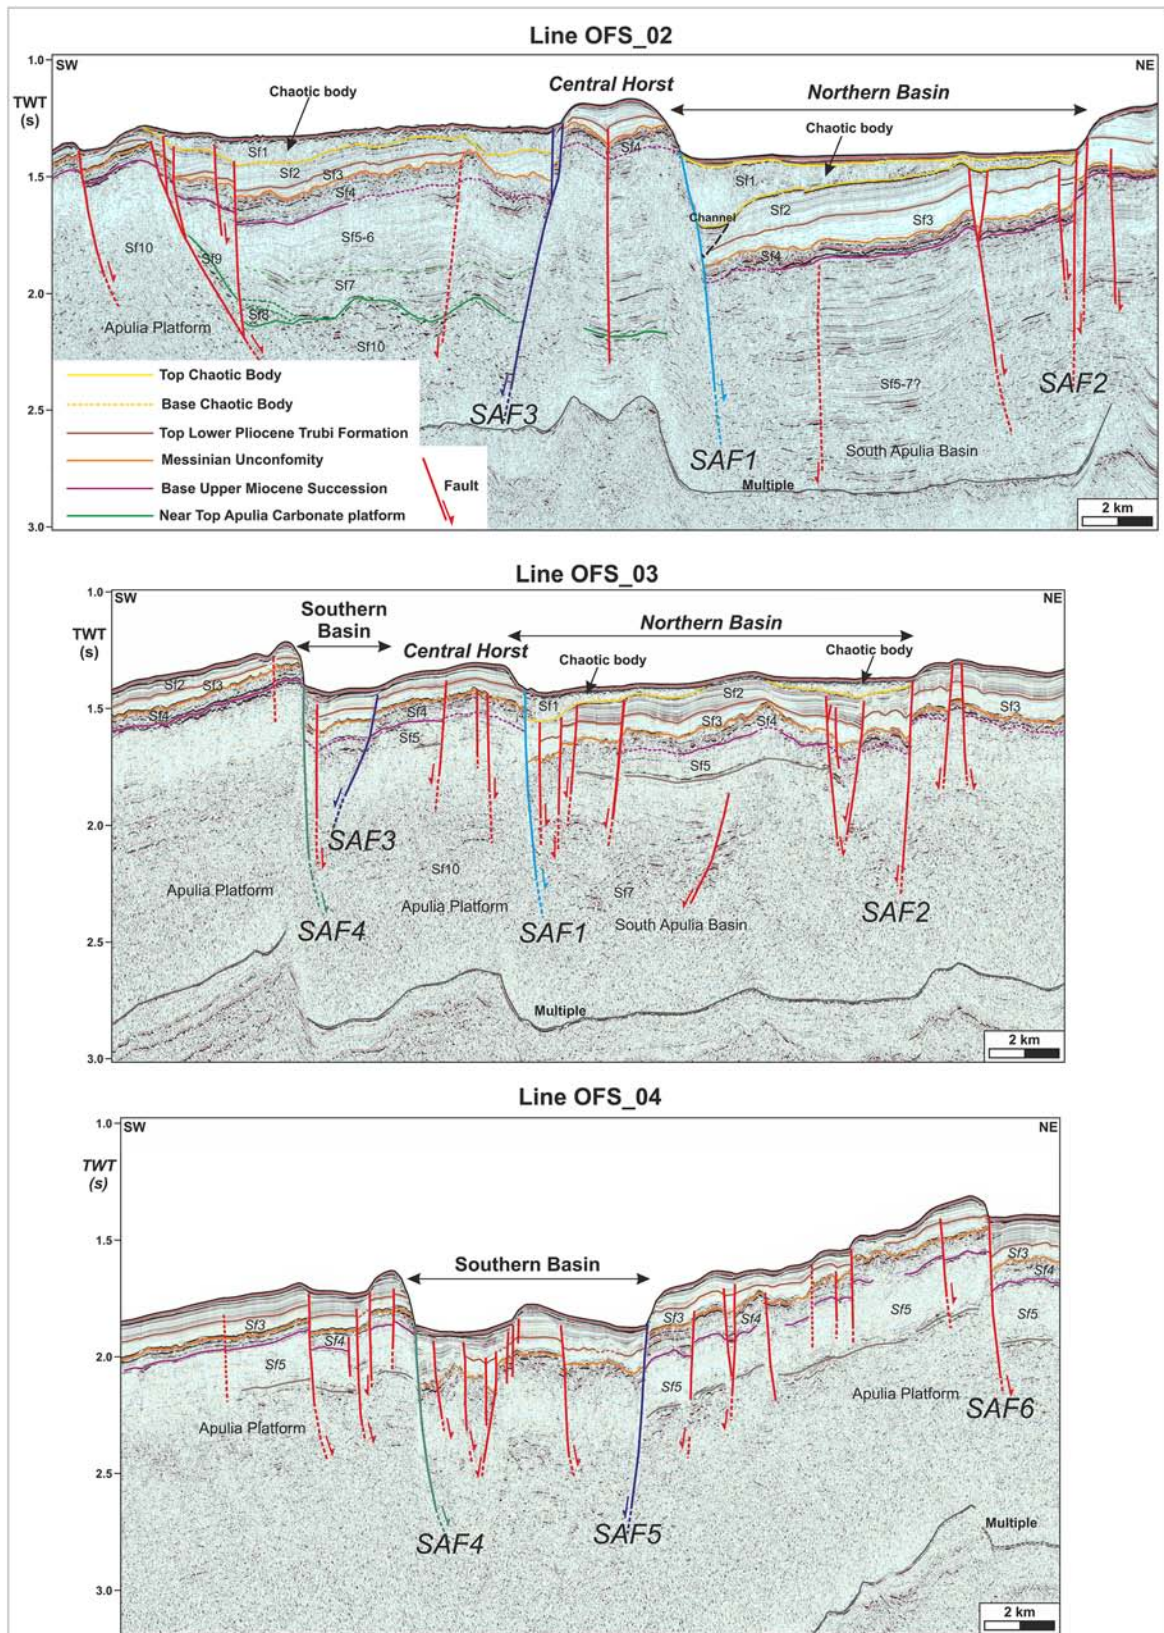 Line OFS_02
1.0
SW
NE
TWT
(s)
Central Horst
Northern Basin
Chaotic body
Chaotic body
Sf1
Sf4
Sf2
Sf3
Sf4
Sf1
Sf2
Channel
Sf3
Sf4
1.5
Sf10
Sf9
Sf5-6
Sf7
Sf8
Sf10
2.0
Apulia Platform
Sf5-7?
South Apulia Basin
SAF3
SAF1
SAF2
Multiple
2.5
3.0
Top Chaotic Body
Base Chaotic Body
Top Lower Pliocene Trubi Formation
Messinian Unconfomity
Base Upper Miocene Succession
Near Top Apulia Carbonate platform
Fault
2 km
Line OFS_03
1.0
SW
NE
TWT
(s)
Southern
Basin
Central Horst
Northern Basin
Chaotic body
Chaotic body
Sf2
Sf3
Sf4
Sf4
Sf5
Sf1
Sf2
Sf3
Sf4
Sf5
Sf3
1.5
2.0
SAF3
Sf10
Sf7
Apulia Platform
Apulia Platform
South Apulia Basin
SAF4
SAF1
SAF2
2.5
Multiple
3.0
2 km
Line OFS_04
1.0
SW
NE
TWT
(s)
1.5
Southern Basin
Sf3
Sf4
Sf5
Sf3
Sf4
Sf5
Sf5
Sf3
Sf4
Sf5
2.0
Apulia Platform
Apulia Platform
SAF6
2.5
SAF4
SAF5
Multiple
3.0
2 km